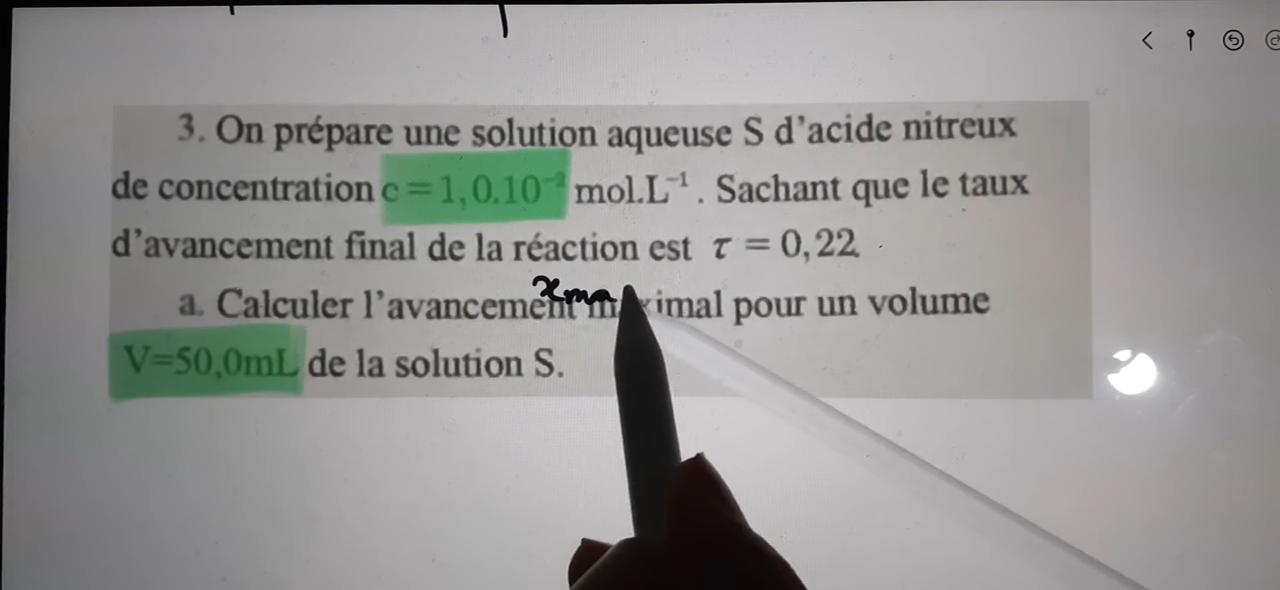 3. On prépare une solution aqueuse S d'acide nitreux
de concentration c = 1,0.10⁻² mol.L⁻¹. Sachant que le taux
d'avancement final de la réaction est τ = 0,22
xma
a. Calculer l'avancement maximal pour un volume
V=50,0mL de la solution S.